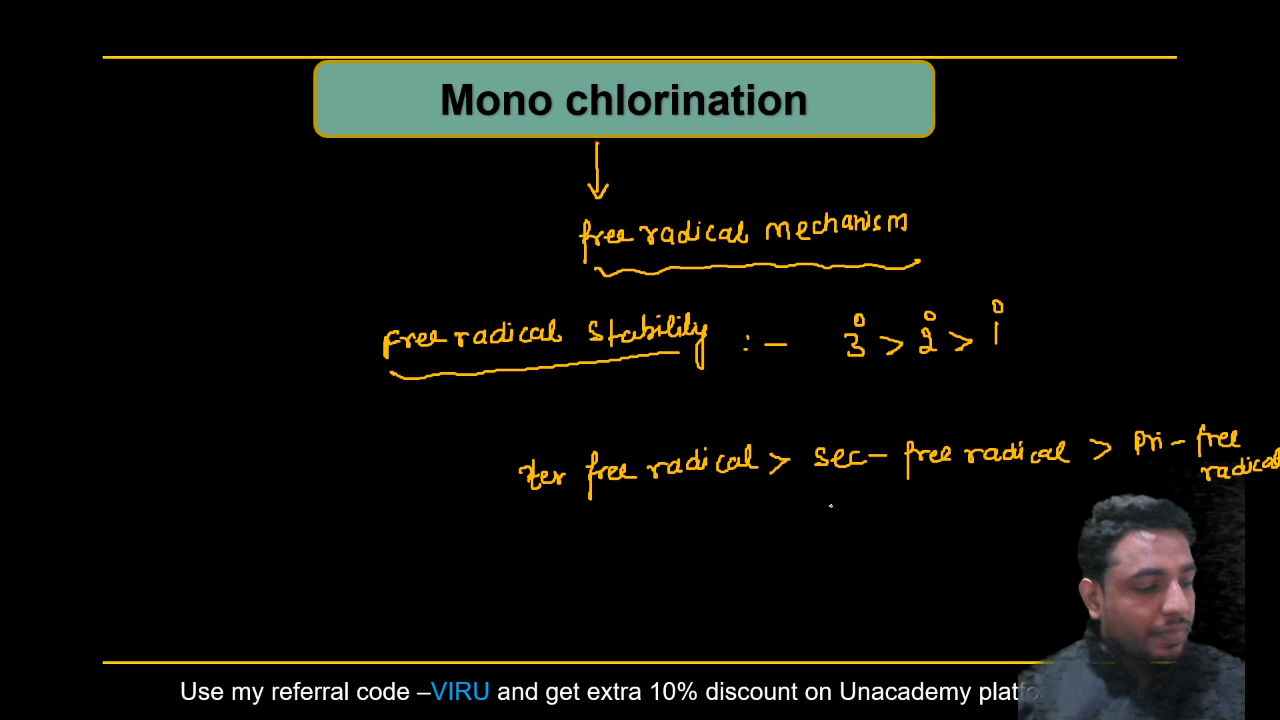 Mono chlorination
free radical mechanism
free radical stability :- 3° > 2° > 1°
ter free radical > sec- free radical > pri- free
radical
Use my referral code –VIRU and get extra 10% discount on Unacademy platfo